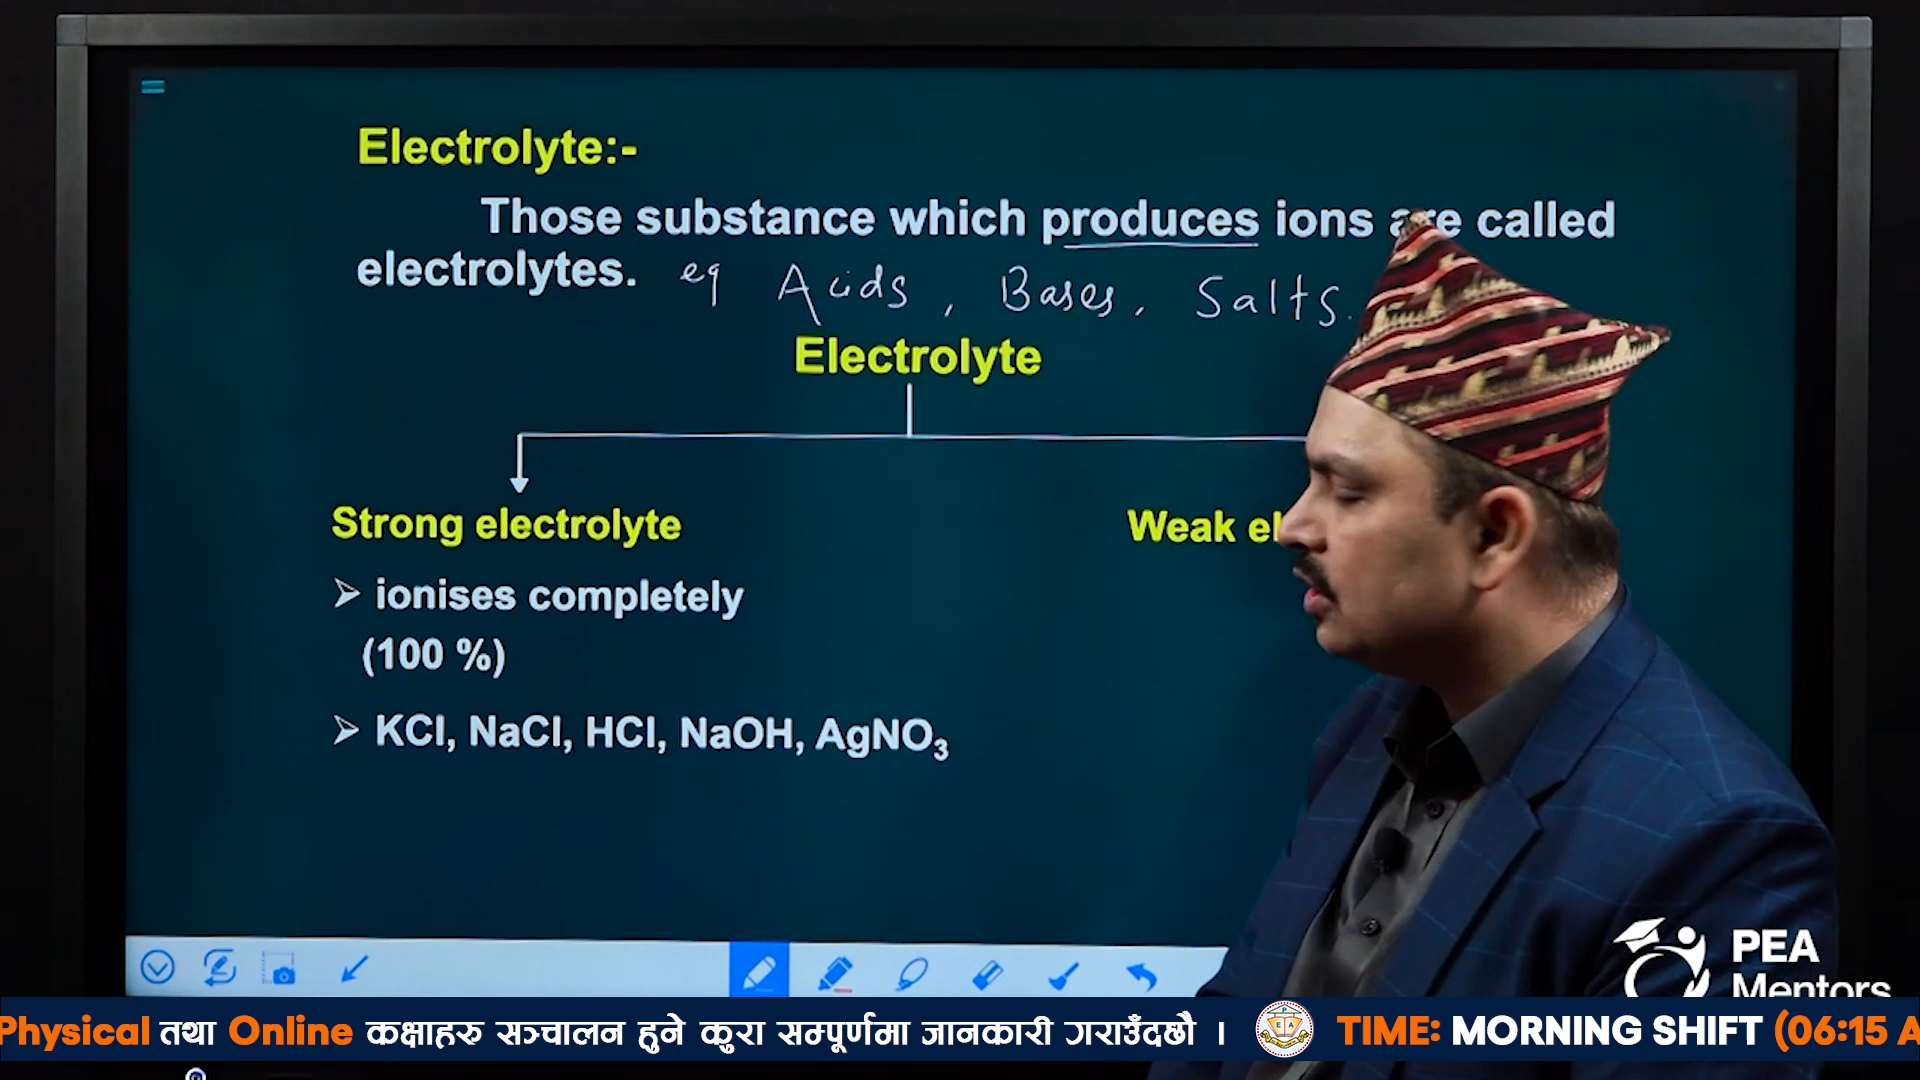 Electrolyte:-
Those substance which produces ions are called
electrolytes. eg Acids, Bases, Salts.
Electrolyte
Strong electrolyte
Weak el
➢ ionises completely
(100 %)
➢ KCl, NaCl, HCl, NaOH, AgNO₃
PEA
Mentors
Physical तथा Online कक्षाहरु सञ्चालन हुने कुरा सम्पूर्णमा जानकारी गराउँदछौ ।
PEA
TIME: MORNING SHIFT (06:15 A